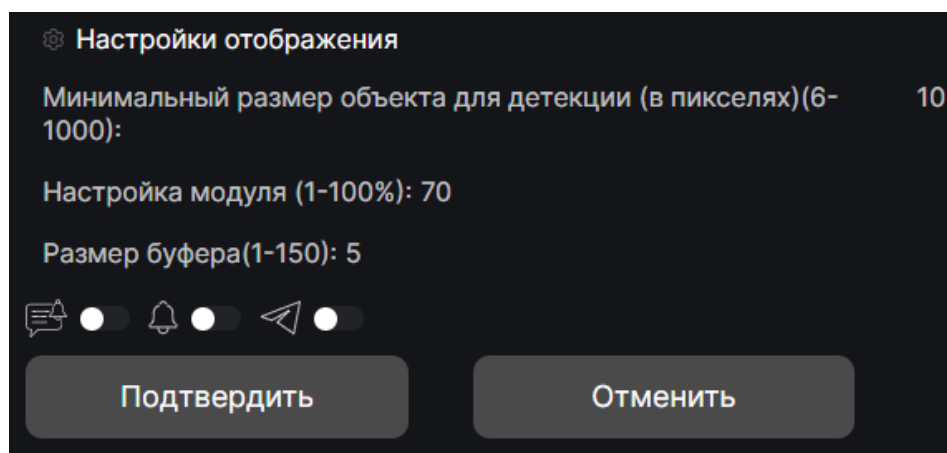 Настройки отображения
Минимальный размер объекта для детекции (в пикселях)(6- 10
1000):
Настройка модуля (1-100%): 70
Размер буфера(1-150): 5
Подтвердить Отменить